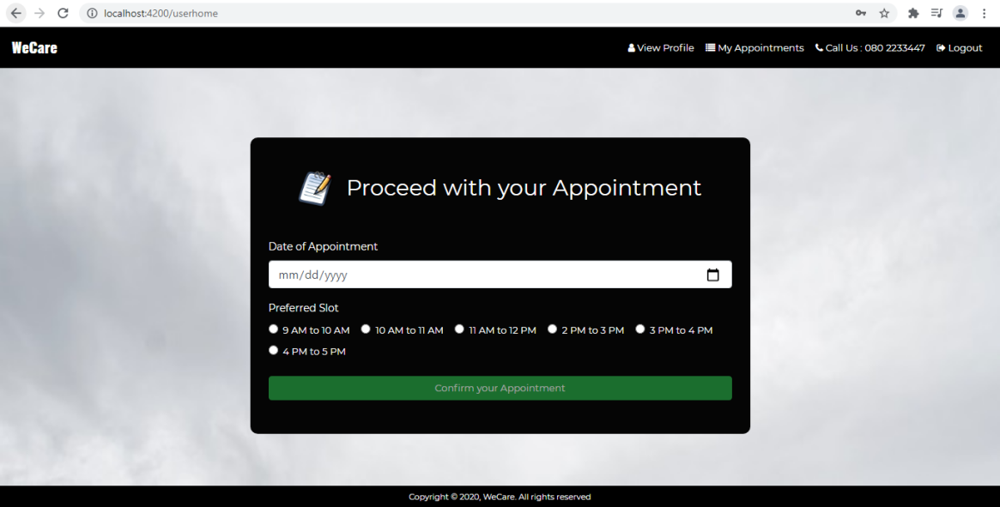 localhost:4200/userhome
WeCare View Profile My Appointments Call Us : 080 2233447 Logout
Proceed with your Appointment
Date of Appointment
mm/dd/yyyy
Preferred Slot
9 AM to 10 AM 10 AM to 11 AM 11 AM to 12 PM 2 PM to 3 PM 3 PM to 4 PM
4 PM to 5 PM
Confirm your Appointment
Copyright © 2020, WeCare. All rights reserved